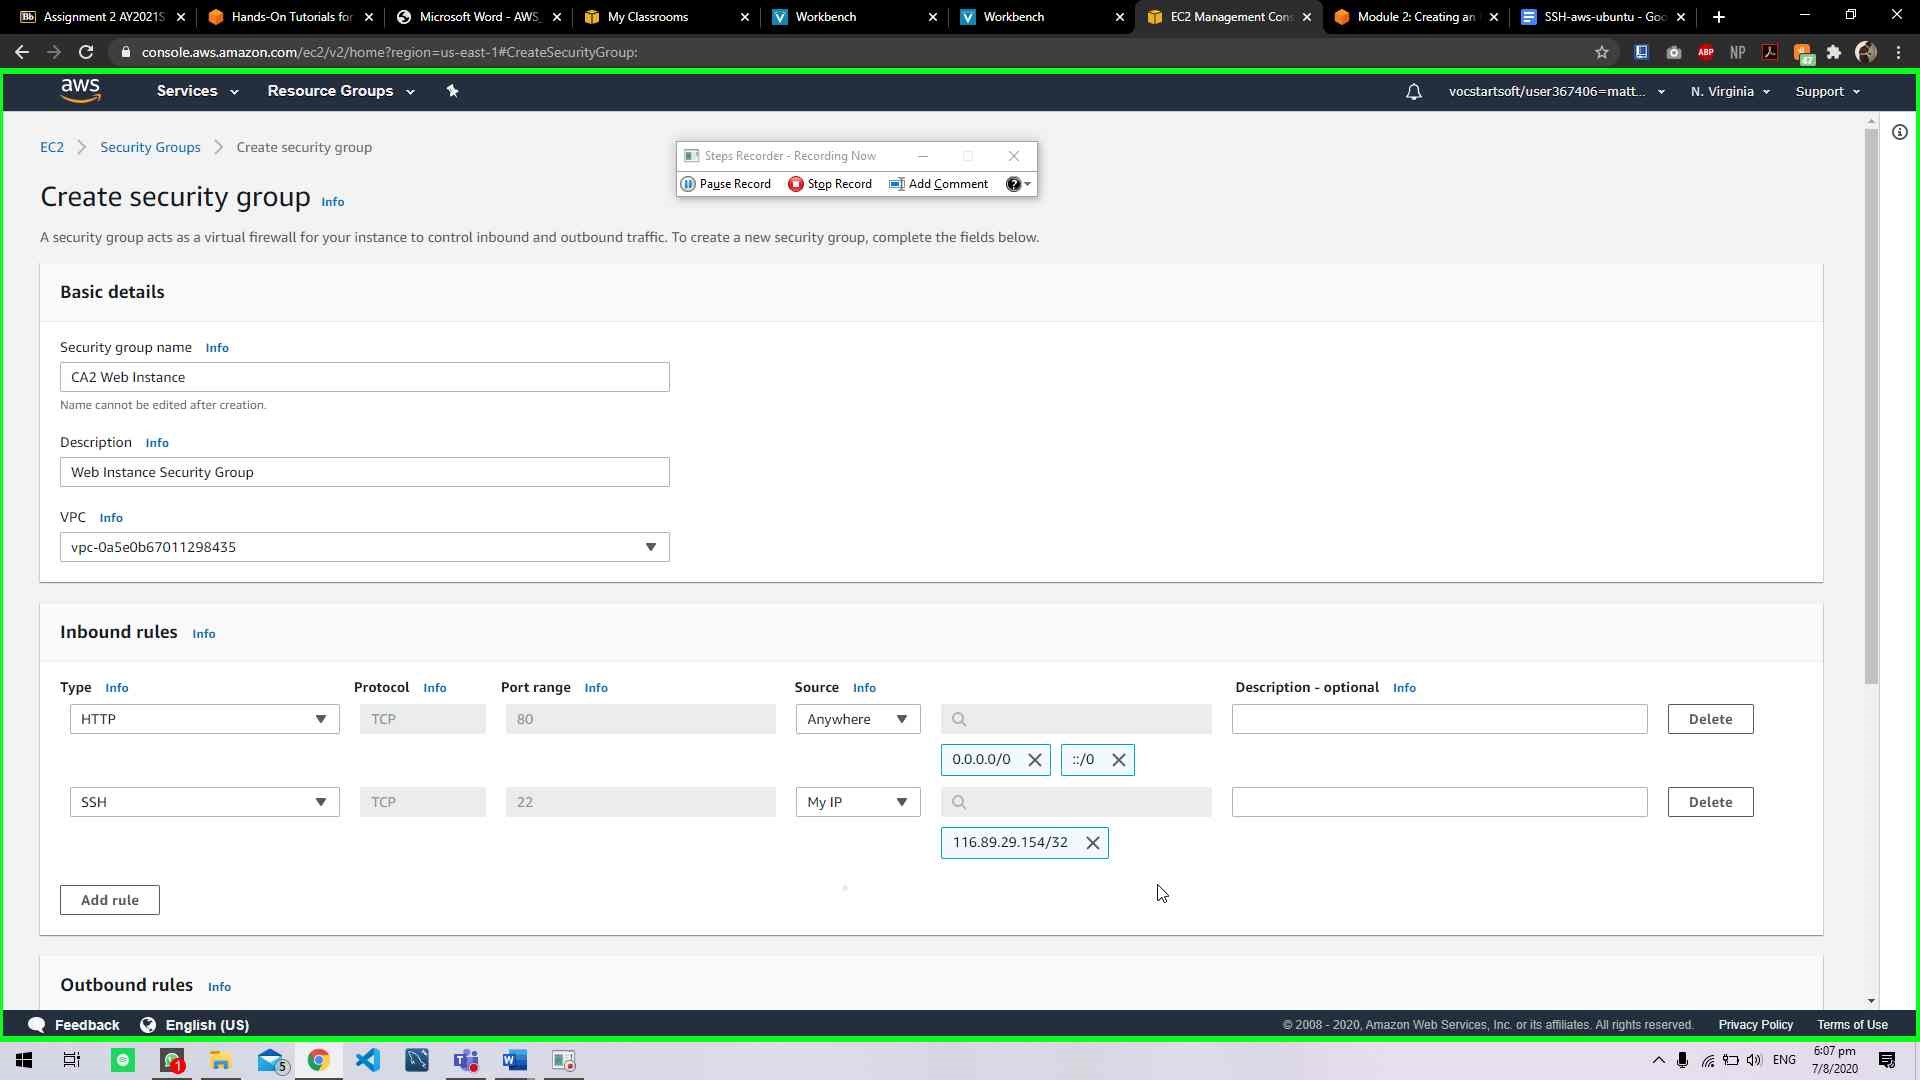 Assignment 2 AY2021S
Hands-On Tutorials for
Microsoft Word - AWS_
My Classrooms
Workbench
Workbench
EC2 Management Cons
Module 2: Creating an
SSH-aws-ubuntu - Goo
console.aws.amazon.com/ec2/v2/home?region=us-east-1#CreateSecurityGroup:
ABP
NP
47
aws
Services
Resource Groups
vocstartsoft/user367406=matt...
N. Virginia
Support
EC2
Security Groups
Create security group
Steps Recorder - Recording Now
Pause Record
Stop Record
Add Comment
Create security group Info
A security group acts as a virtual firewall for your instance to control inbound and outbound traffic. To create a new security group, complete the fields below.
Basic details
Security group name Info
CA2 Web Instance
Name cannot be edited after creation.
Description Info
Web Instance Security Group
VPC Info
vpc-0a5e0b67011298435
Inbound rules Info
Type Info Protocol Info Port range Info Source Info Description - optional Info
HTTP TCP 80 Anywhere Delete
0.0.0.0/0 ::/0
SSH TCP 22 My IP Delete
116.89.29.154/32
Add rule
Outbound rules Info
Feedback English (US)
© 2008 - 2020, Amazon Web Services, Inc. or its affiliates. All rights reserved. Privacy Policy Terms of Use
1
5
ENG
6:07 pm
7/8/2020